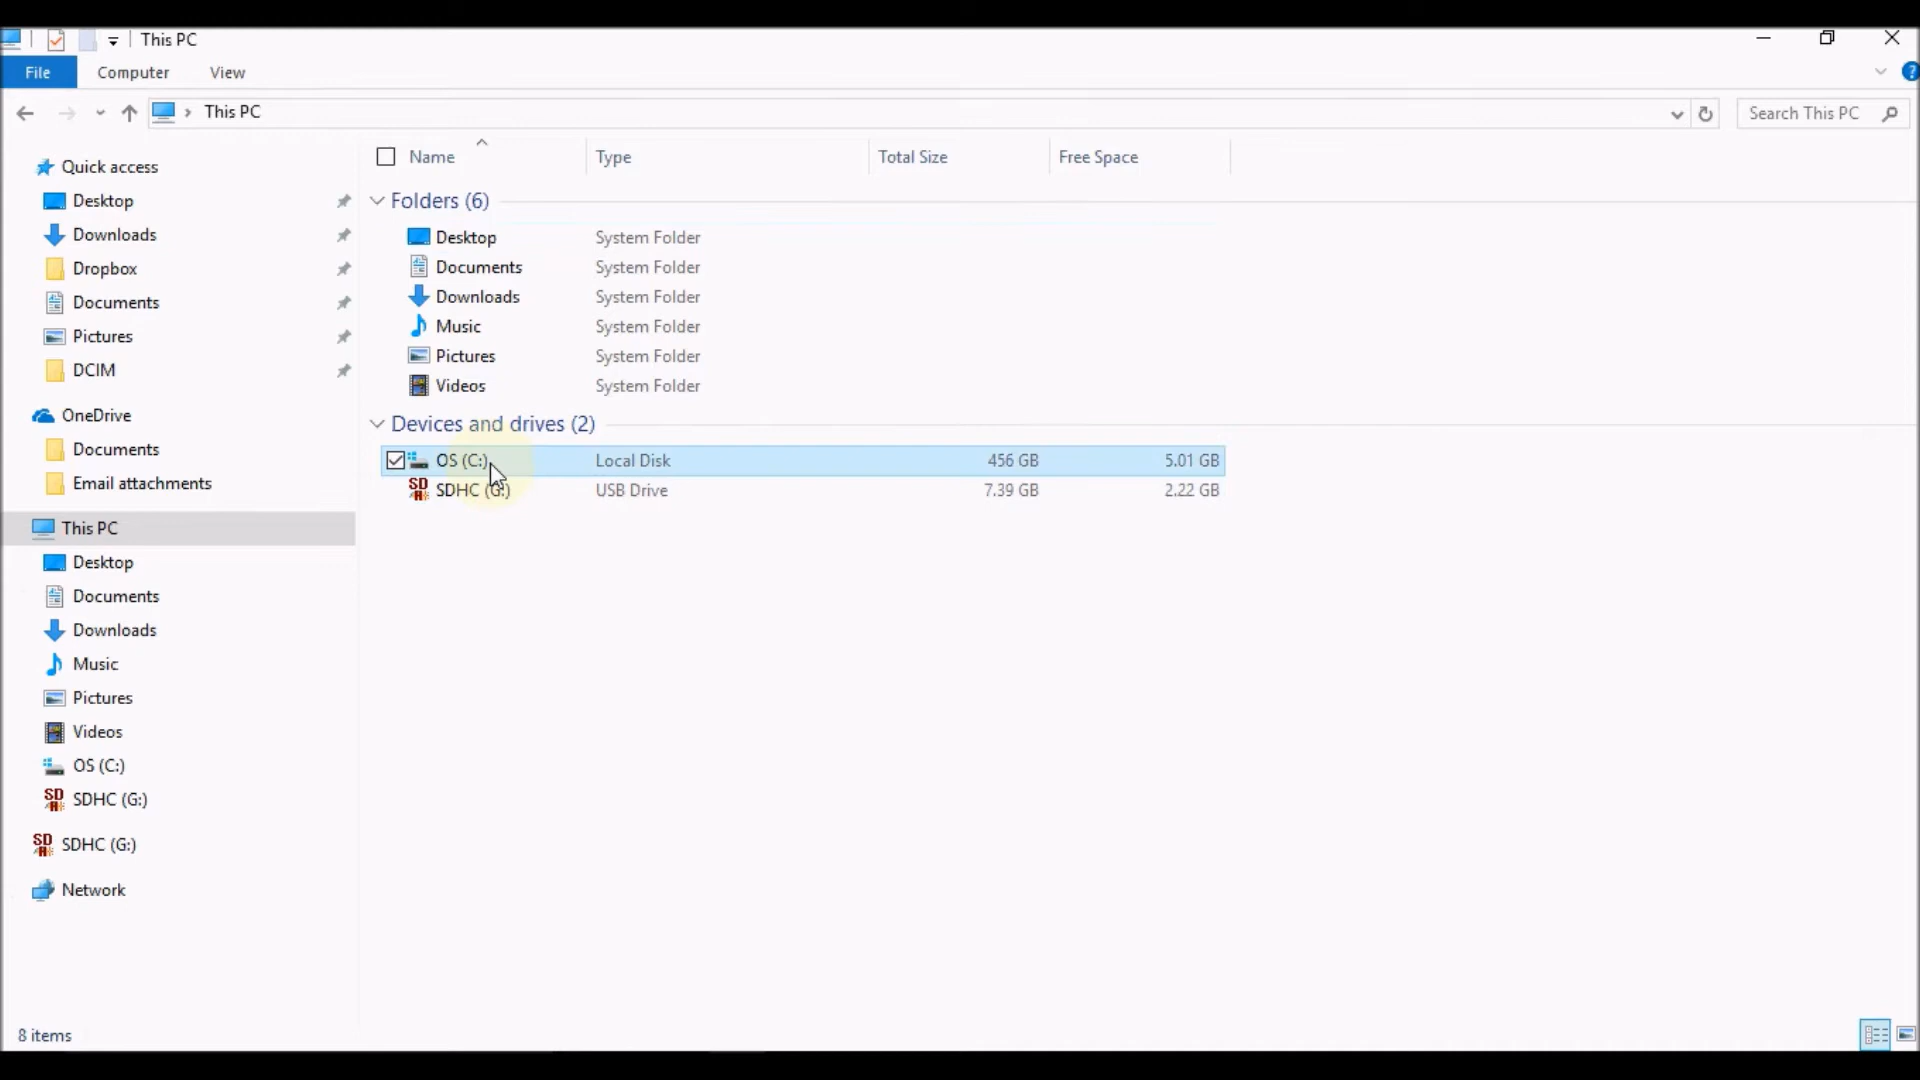 This PC
File Computer View
This PC
Search This PC
Quick access
Desktop
Downloads
Dropbox
Documents
Pictures
DCIM
OneDrive
Documents
Email attachments
This PC
Desktop
Documents
Downloads
Music
Pictures
Videos
OS (C:)
SDHC (G:)
SDHC (G:)
Network
Name Type Total Size Free Space
Folders (6)
Desktop System Folder
Documents System Folder
Downloads System Folder
Music System Folder
Pictures System Folder
Videos System Folder
Devices and drives (2)
OS (C:) Local Disk 456 GB 5.01 GB
SDHC (G:) USB Drive 7.39 GB 2.22 GB
8 items